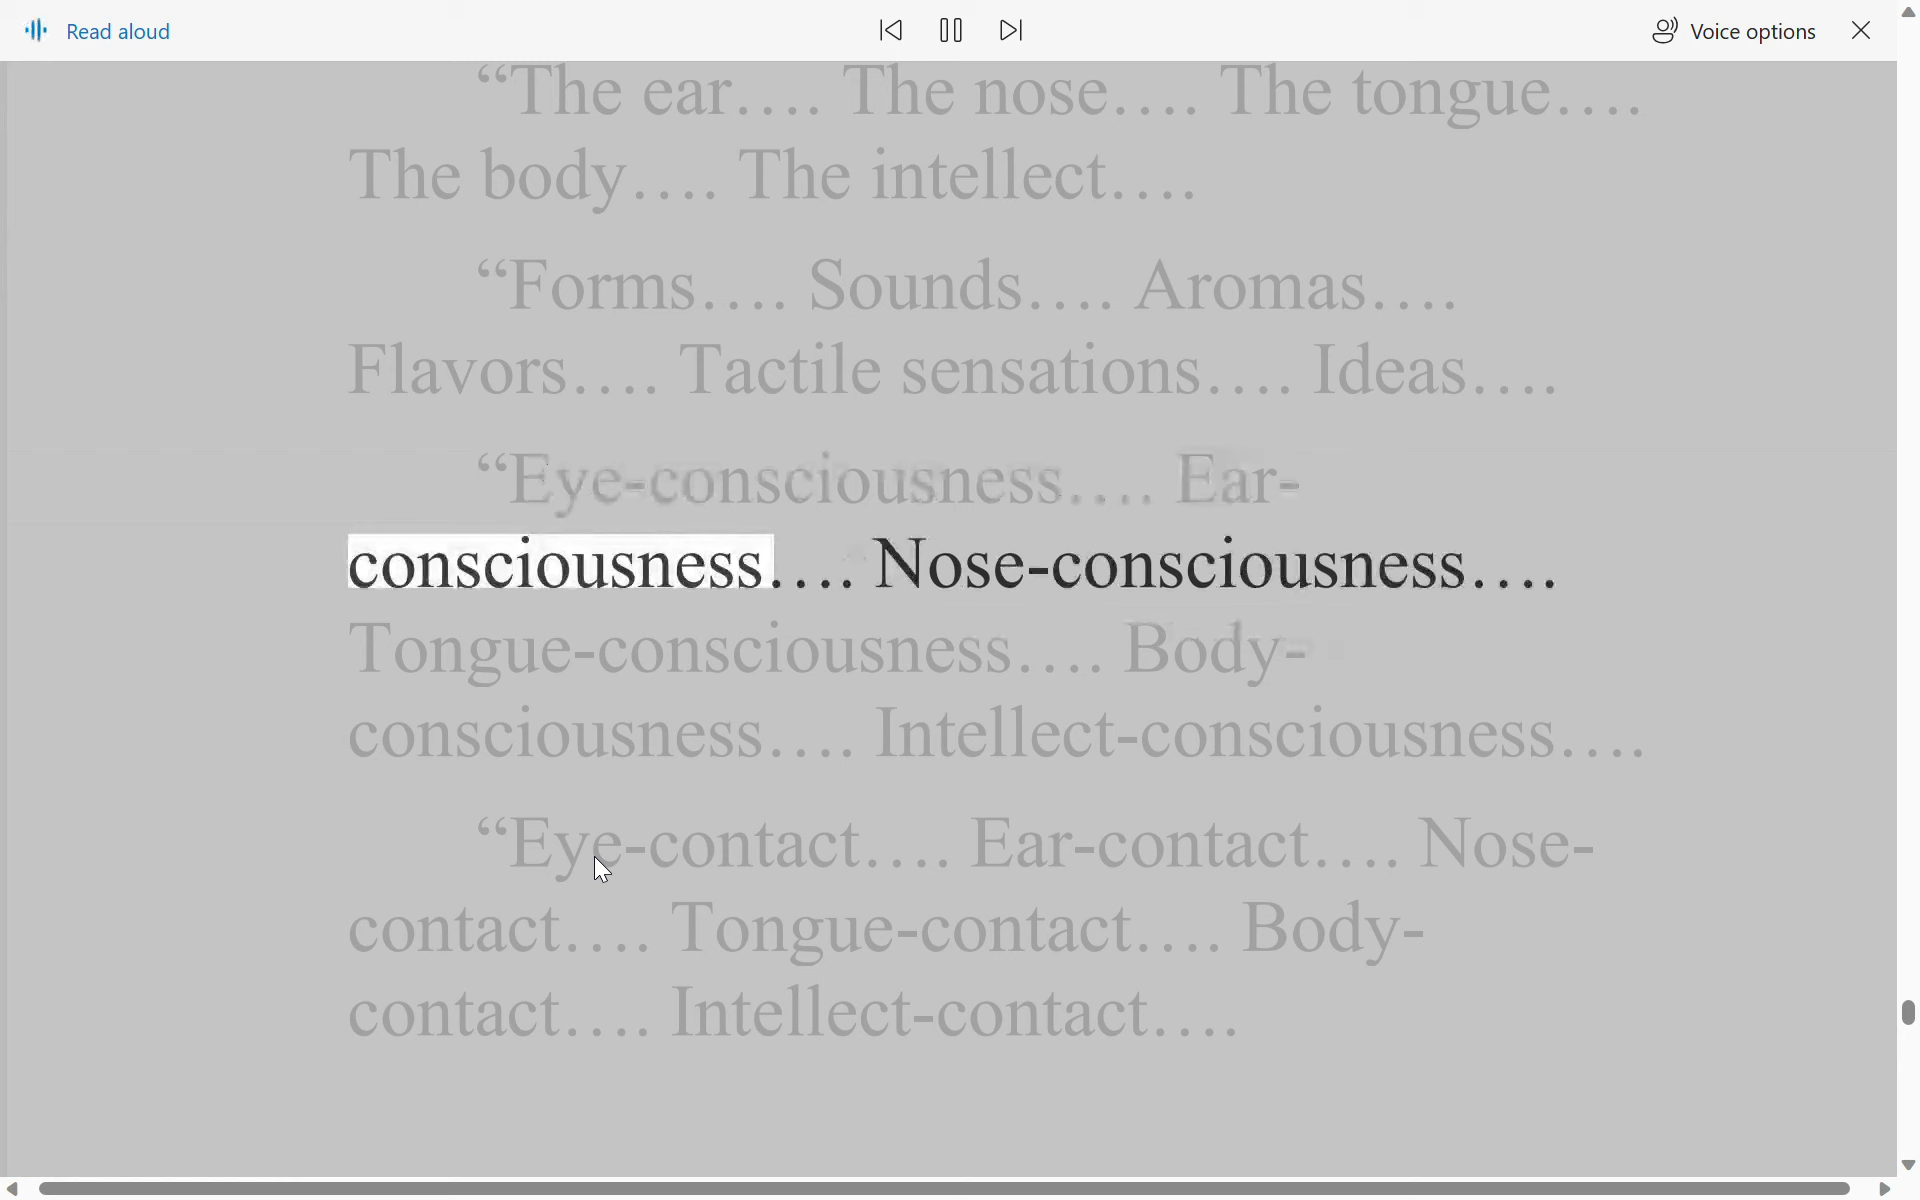 Read aloud
Voice options
“The ear…. The nose…. The tongue….
The body…. The intellect….
“Forms…. Sounds…. Aromas….
Flavors…. Tactile sensations…. Ideas….
“Eye-consciousness…. Ear-
consciousness…. Nose-consciousness….
Tongue-consciousness…. Body-
consciousness…. Intellect-consciousness….
“Eye-contact…. Ear-contact…. Nose-
contact…. Tongue-contact…. Body-
contact…. Intellect-contact….